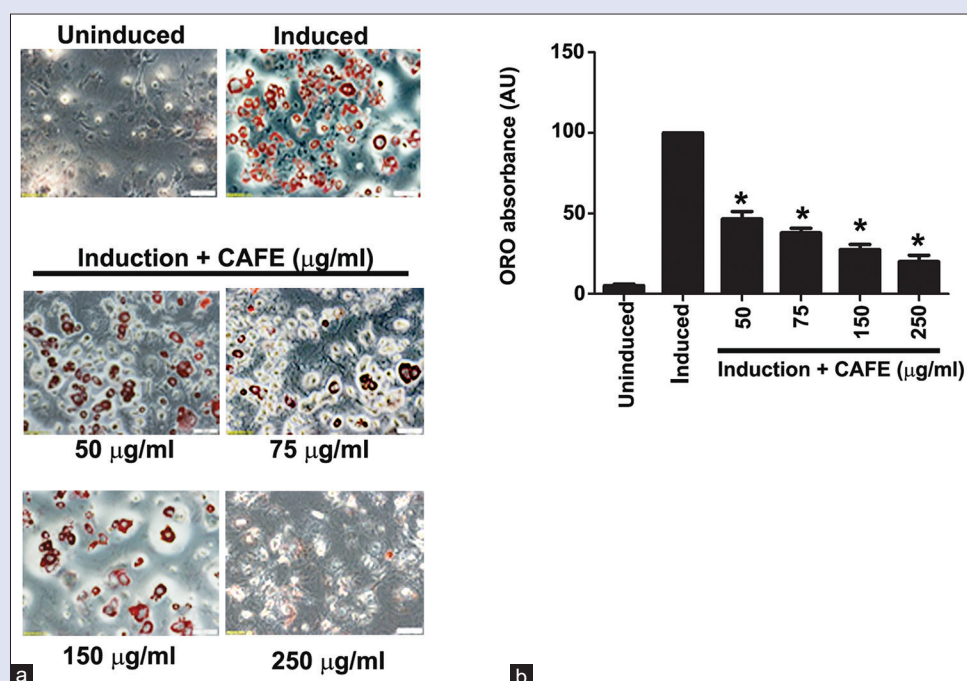 Uninduced
Induced
Induction + CAFE (μg/ml)
50 μg/ml
75 μg/ml
150 μg/ml
250 μg/ml
a
ORO absorbance (AU)
150
100
50
0
*
*
*
*
Uninduced
Induced
50
75
150
250
Induction + CAFE (μg/ml)
b